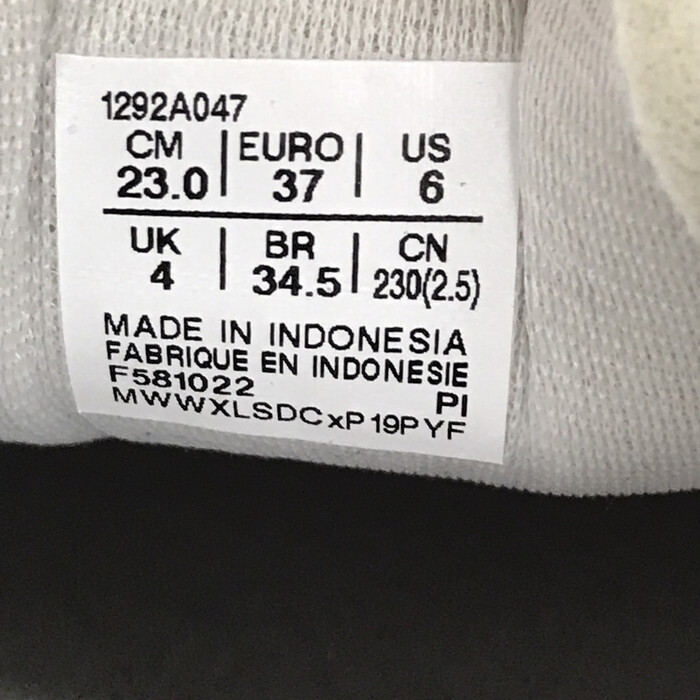 1292A047
CM | EURO | US
23.0 | 37 | 6
UK | BR | CN
4 | 34.5 | 230(2.5)
MADE IN INDONESIA
FABRIQUE EN INDONESIE
F581022 PI
MWWXLSDCxP19PYF